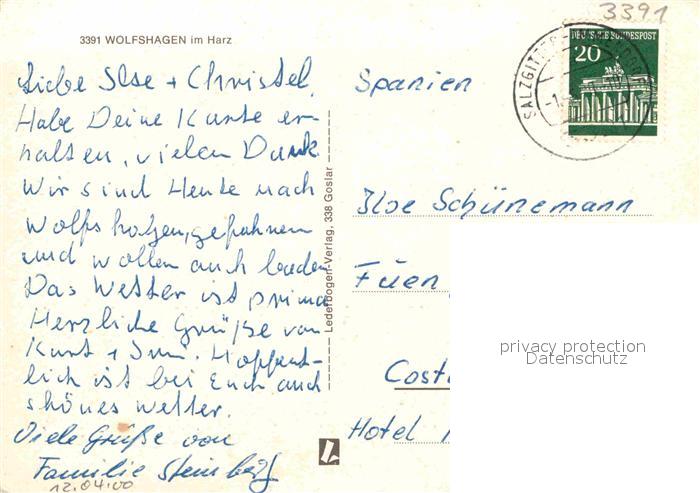 3391
3391 WOLFSHAGEN im Harz
DEUTSCHE BUNDESPOST
20
SALZGITTER
Liebe Ilse + Christel,
Habe Deine Karte er-
halten, vielen Dank
Wir sind Heute nach
Wolfshagen, gefahren
und wollen auch baden
Das Wetter ist prima
Herzliche Grüße von
Kurt + . Hoffent-
lich ist bei Euch auch
schönes Wetter.
Viele Grüße von
Familie Steinberg
12.04.00
Lederbogen-Verlag, 338 Goslar
Spanien
Ilse Schünemann
Fuen
Costa
Hotel
privacy protection
Datenschutz